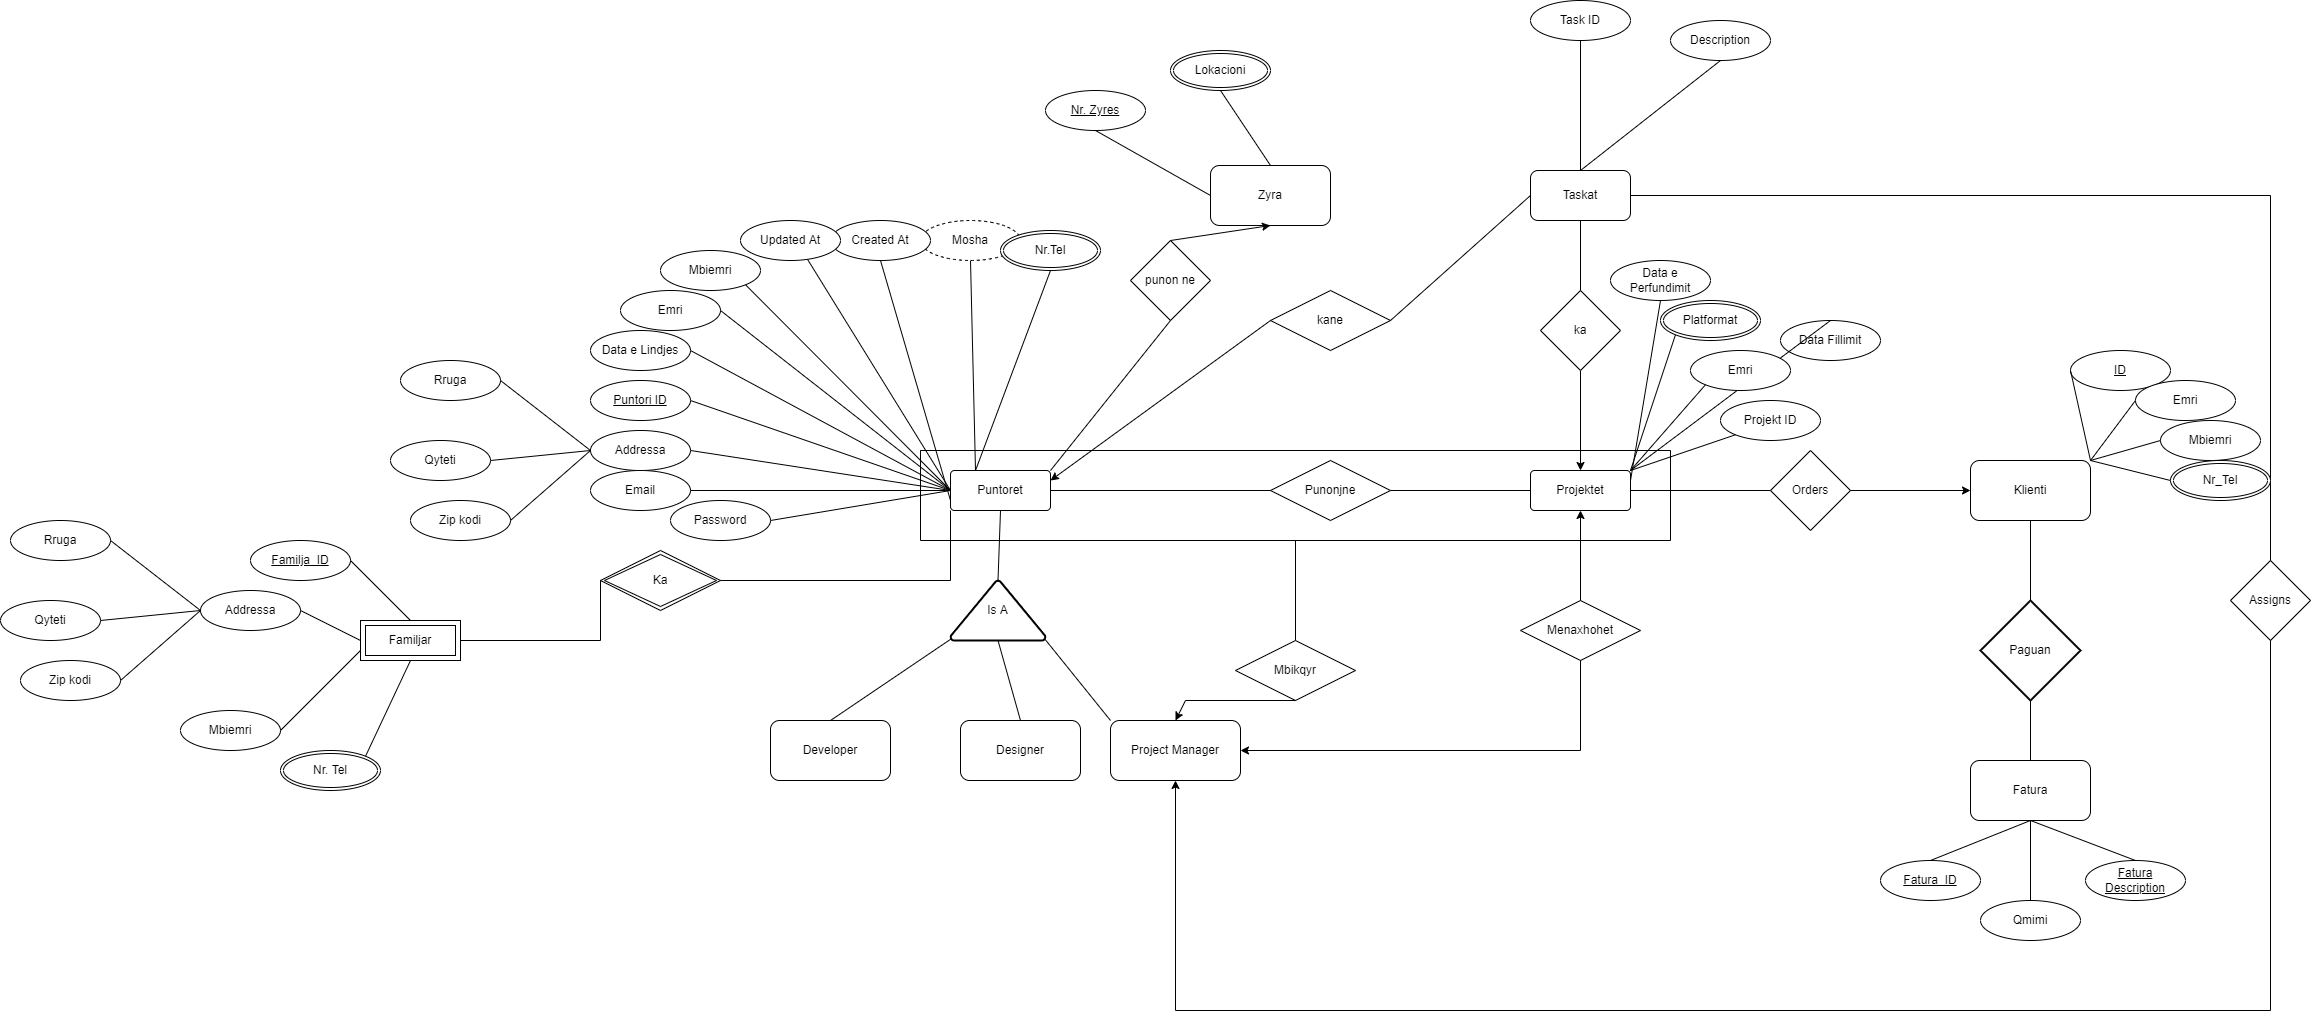 Task ID
Description
Lokacioni
Nr. Zyres
Zyra
Taskat
Updated At
Created At
Mosha
Nr.Tel
Mbiemri
punon ne
Data e
Perfundimit
Emri
kane
ka
Platformat
Data Fillimit
Data e Lindjes
Emri
ID
Rruga
Puntori ID
Emri
Projekt ID
Mbiemri
Addressa
Qyteti
Nr_Tel
Email
Puntoret
Punonjne
Projektet
Orders
Klienti
Zip kodi
Password
Rruga
Familja_ID
Ka
Assigns
Addressa
Is A
Qyteti
Menaxhohet
Familjar
Paguan
Mbikqyr
Zip kodi
Mbiemri
Developer
Designer
Project Manager
Nr. Tel
Fatura
Fatura_ID
Fatura
Description
Qmimi